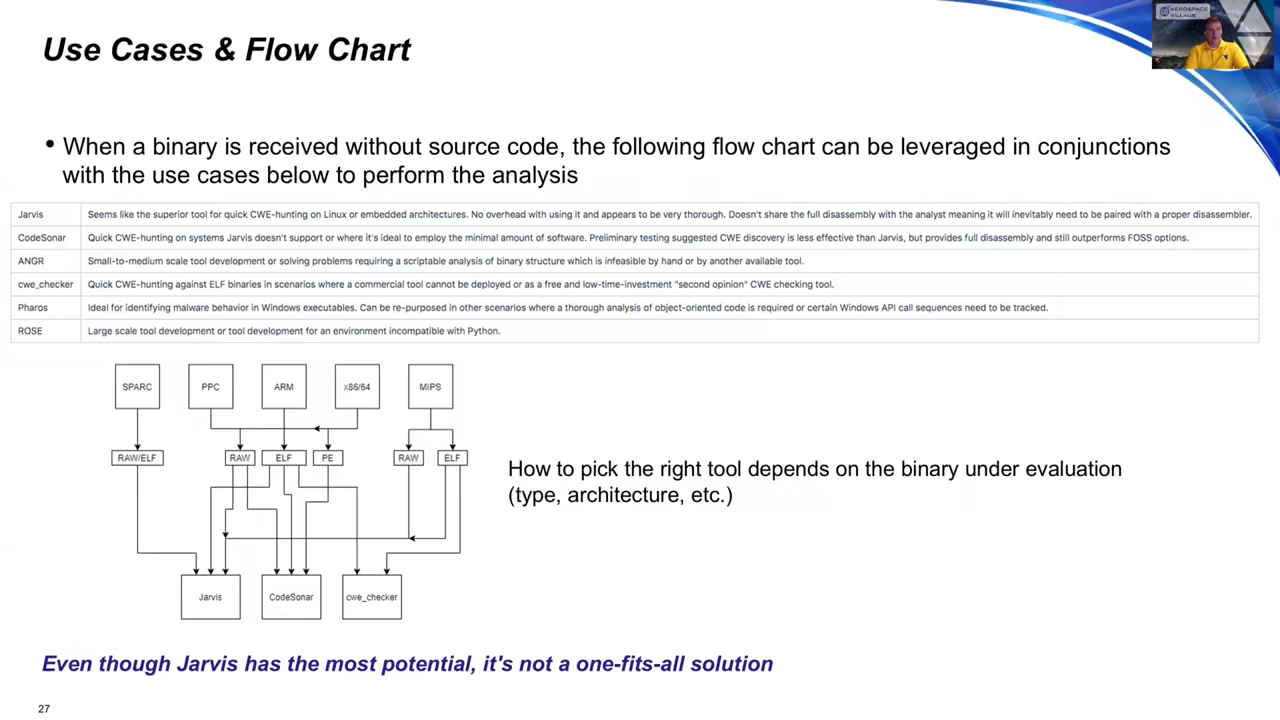 AEROSPACE
VILLAGE
Use Cases & Flow Chart
• When a binary is received without source code, the following flow chart can be leveraged in conjunctions
with the use cases below to perform the analysis
Jarvis Seems like the superior tool for quick CWE-hunting on Linux or embedded architectures. No overhead with using it and appears to be very thorough. Doesn't share the full disassembly with the analyst meaning it will inevitably need to be paired with a proper disassembler.
CodeSonar Quick CWE-hunting on systems Jarvis doesn't support or where it's ideal to employ the minimal amount of software. Preliminary testing suggested CWE discovery is less effective than Jarvis, but provides full disassembly and still outperforms FOSS options.
ANGR Small-to-medium scale tool development or solving problems requiring a scriptable analysis of binary structure which is infeasible by hand or by another available tool.
cwe_checker Quick CWE-hunting against ELF binaries in scenarios where a commercial tool cannot be deployed or as a free and low-time-investment "second opinion" CWE checking tool.
Pharos Ideal for identifying malware behavior in Windows executables. Can be re-purposed in other scenarios where a thorough analysis of object-oriented code is required or certain Windows API call sequences need to be tracked.
ROSE Large scale tool development or tool development for an environment incompatible with Python.
SPARC PPC ARM x86/64 MIPS
RAW/ELF RAW ELF PE RAW ELF
How to pick the right tool depends on the binary under evaluation
(type, architecture, etc.)
Jarvis CodeSonar cwe_checker
Even though Jarvis has the most potential, it's not a one-fits-all solution
27